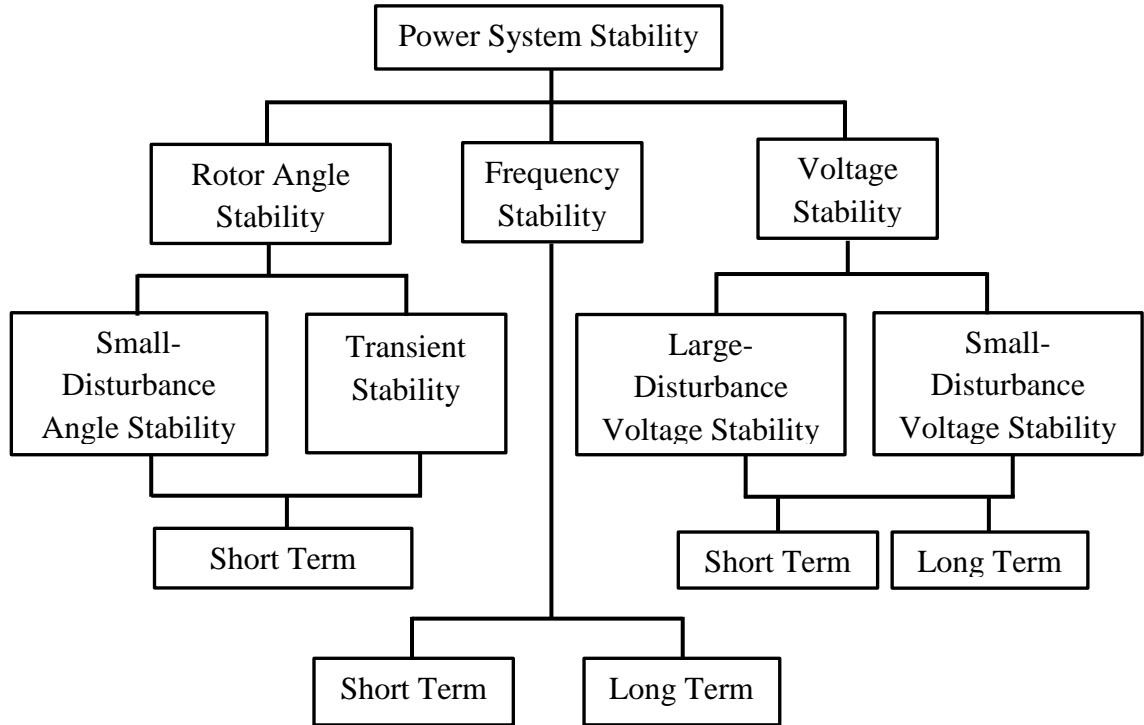 Power System Stability
Rotor Angle
Stability
Frequency
Stability
Voltage
Stability
Small-
Disturbance
Angle Stability
Transient
Stability
Large-
Disturbance
Voltage Stability
Small-
Disturbance
Voltage Stability
Short Term
Short Term
Long Term
Short Term
Long Term